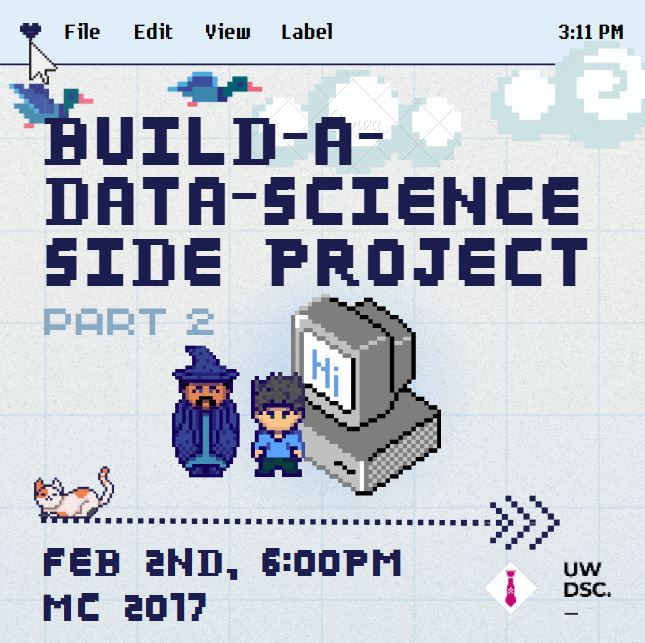 File Edit View Label 3:11 PM
BUILD-A-
DATA-SCIENCE
SIDE PROJECT
PART 2
Hi
FEB 2ND, 6:00PM
MC 2017
UW
DSC.